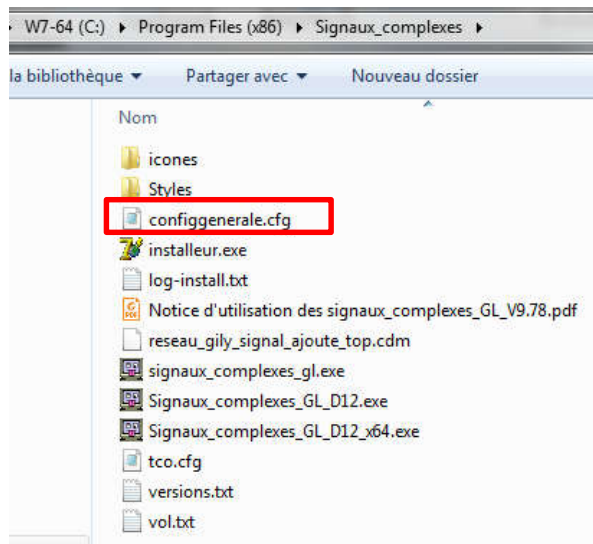 W7-64 (C:) ▸ Program Files (x86) ▸ Signaux_complexes ▸
la bibliothèque ▾ Partager avec ▾ Nouveau dossier
Nom
icones
Styles
configgenerale.cfg
installeur.exe
log-install.txt
Notice d'utilisation des signaux_complexes_GL_V9.78.pdf
reseau_gily_signal_ajoute_top.cdm
signaux_complexes_gl.exe
Signaux_complexes_GL_D12.exe
Signaux_complexes_GL_D12_x64.exe
tco.cfg
versions.txt
vol.txt